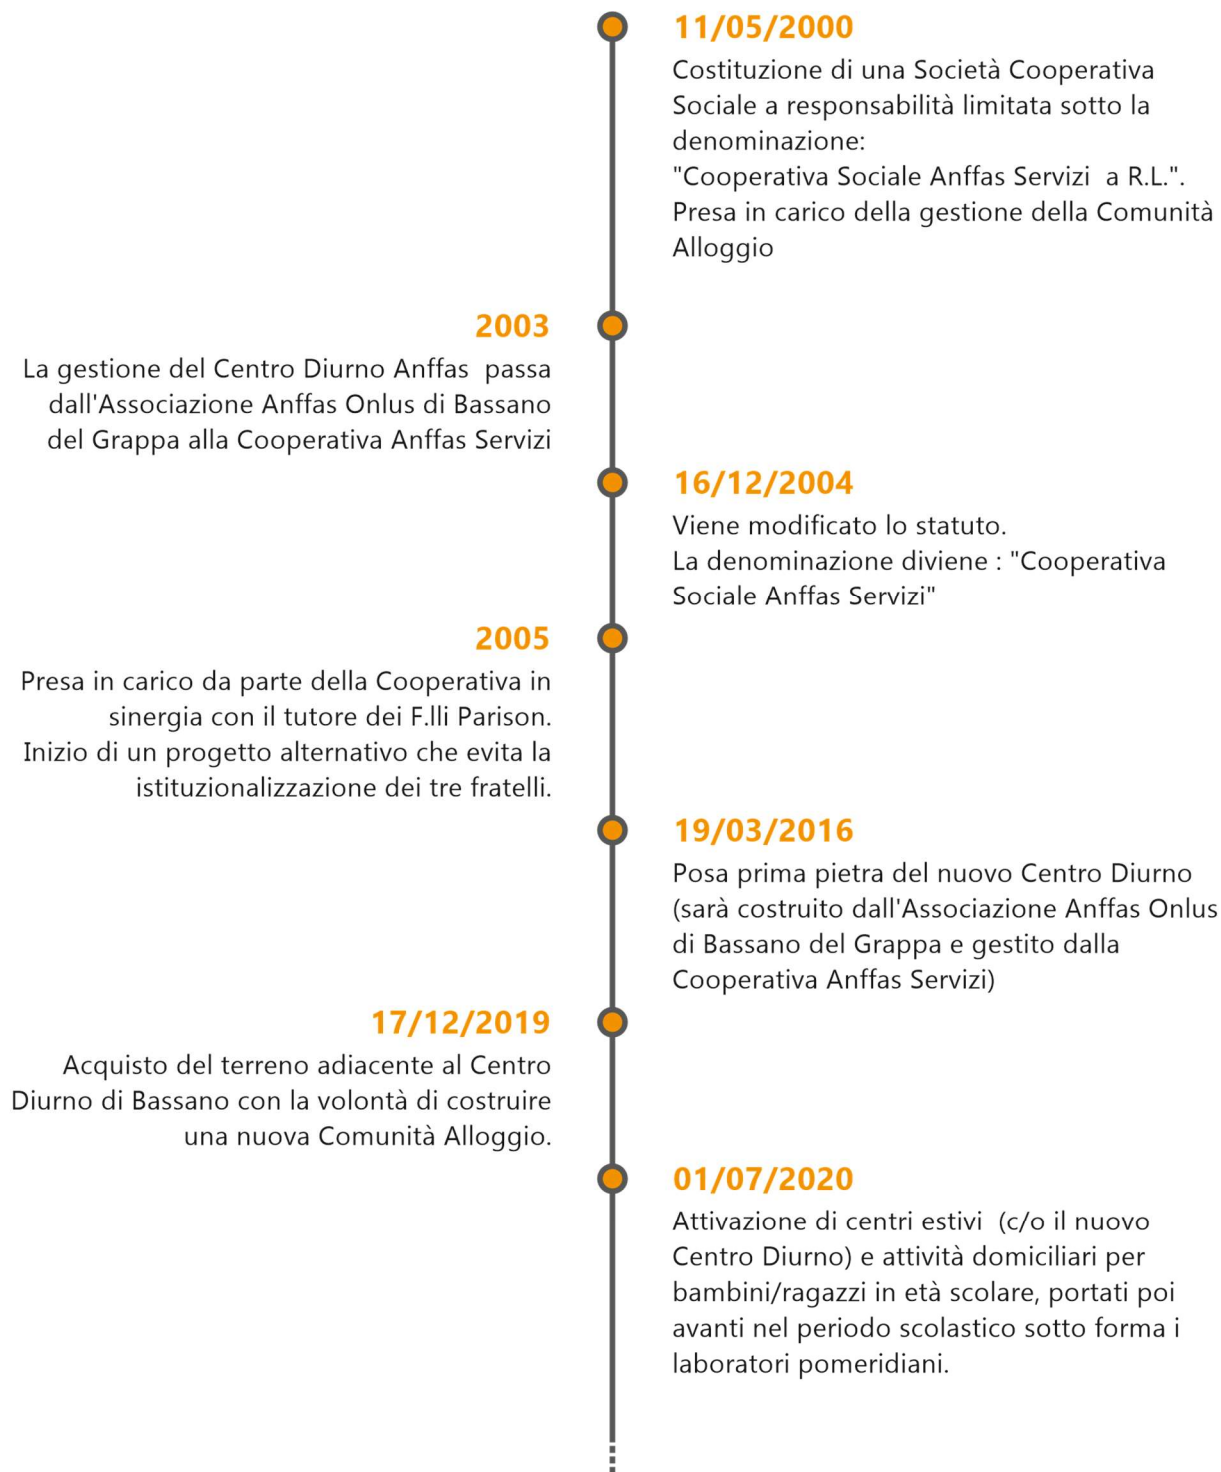 11/05/2000
Costituzione di una Società Cooperativa
Sociale a responsabilità limitata sotto la
denominazione:
"Cooperativa Sociale Anffas Servizi  a R.L.".
Presa in carico della gestione della Comunità
Alloggio
2003
La gestione del Centro Diurno Anffas  passa
dall'Associazione Anffas Onlus di Bassano
del Grappa alla Cooperativa Anffas Servizi
16/12/2004
Viene modificato lo statuto.
La denominazione diviene : "Cooperativa
Sociale Anffas Servizi"
2005
Presa in carico da parte della Cooperativa in
sinergia con il tutore dei F.lli Parison.
Inizio di un progetto alternativo che evita la
istituzionalizzazione dei tre fratelli.
19/03/2016
Posa prima pietra del nuovo Centro Diurno
(sarà costruito dall'Associazione Anffas Onlus
di Bassano del Grappa e gestito dalla
Cooperativa Anffas Servizi)
17/12/2019
Acquisto del terreno adiacente al Centro
Diurno di Bassano con la volontà di costruire
una nuova Comunità Alloggio.
01/07/2020
Attivazione di centri estivi  (c/o il nuovo
Centro Diurno) e attività domiciliari per
bambini/ragazzi in età scolare, portati poi
avanti nel periodo scolastico sotto forma i
laboratori pomeridiani.